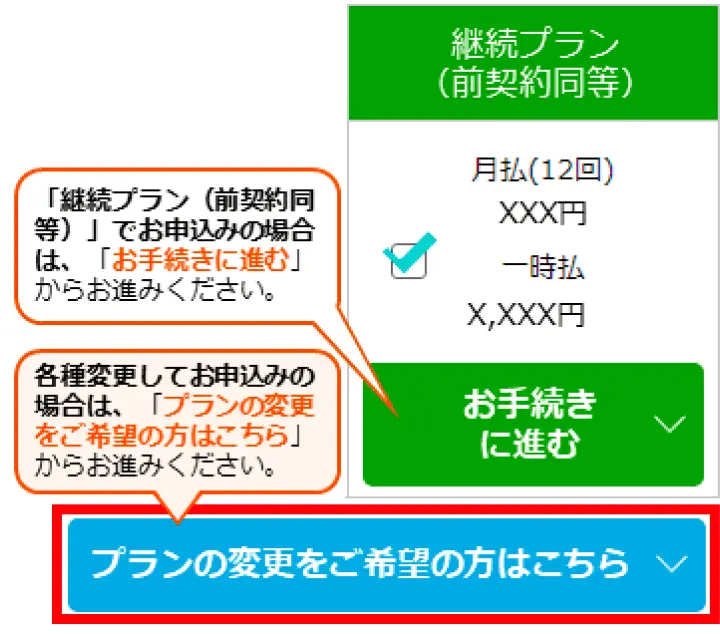 継続プラン
（前契約同等）
月払(12回)
XXX円
一時払
X,XXX円
「継続プラン（前契約同
等）」でお申込みの場合
は、「お手続きに進む」
からお進みください。
お手続き
に進む
各種変更してお申込みの
場合は、「プランの変更
をご希望の方はこちら」
からお進みください。
プランの変更をご希望の方はこちら